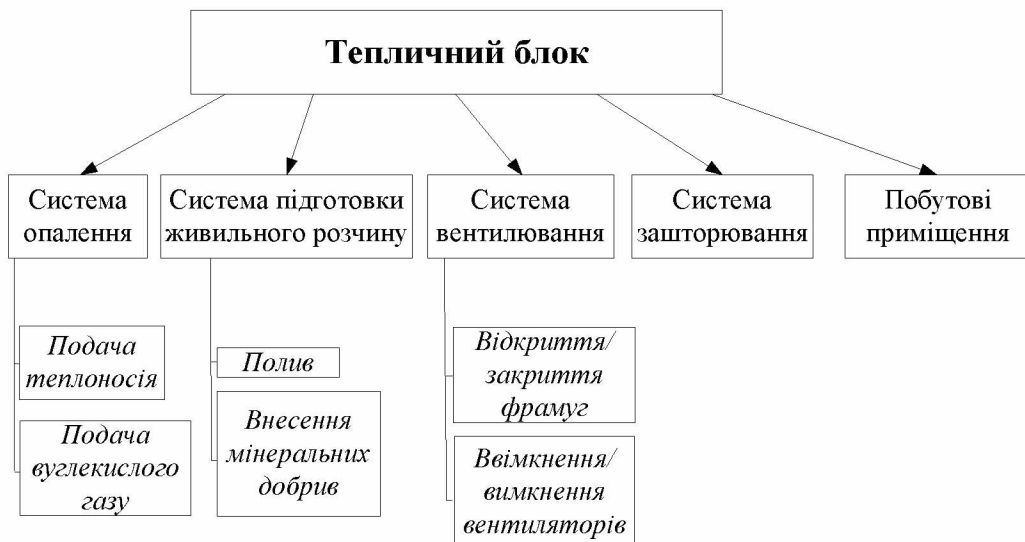 Тепличний блок
Система
опалення
Система підготовки
живильного розчину
Система
вентилювання
Система
зашторювання
Побутові
приміщення
Подача
теплоносія
Подача
вуглекислого
газу
Полив
Внесення
мінеральних
добрив
Відкриття/
закриття
фрамуг
Ввімкнення/
вимкнення
вентиляторів